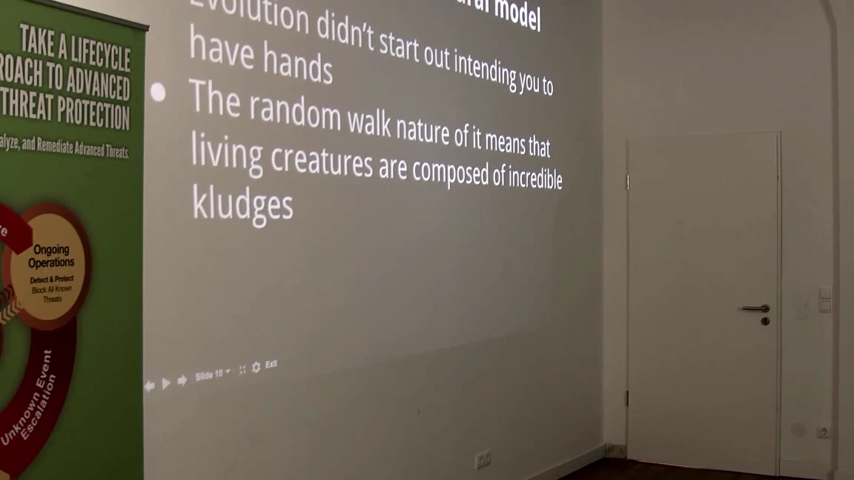 TAKE A LIFECYCLE
TO ADVANCED
THREAT PROTECTION
and Remediate Advanced Threats.
Ongoing
Operations
Detect & Protect
Block All Known
Threats
Unknown Event
Escalation
model
Evolution didn't start out intending you to
have hands
The random walk nature of it means that
living creatures are composed of incredible
kludges
Slide 10
Exit